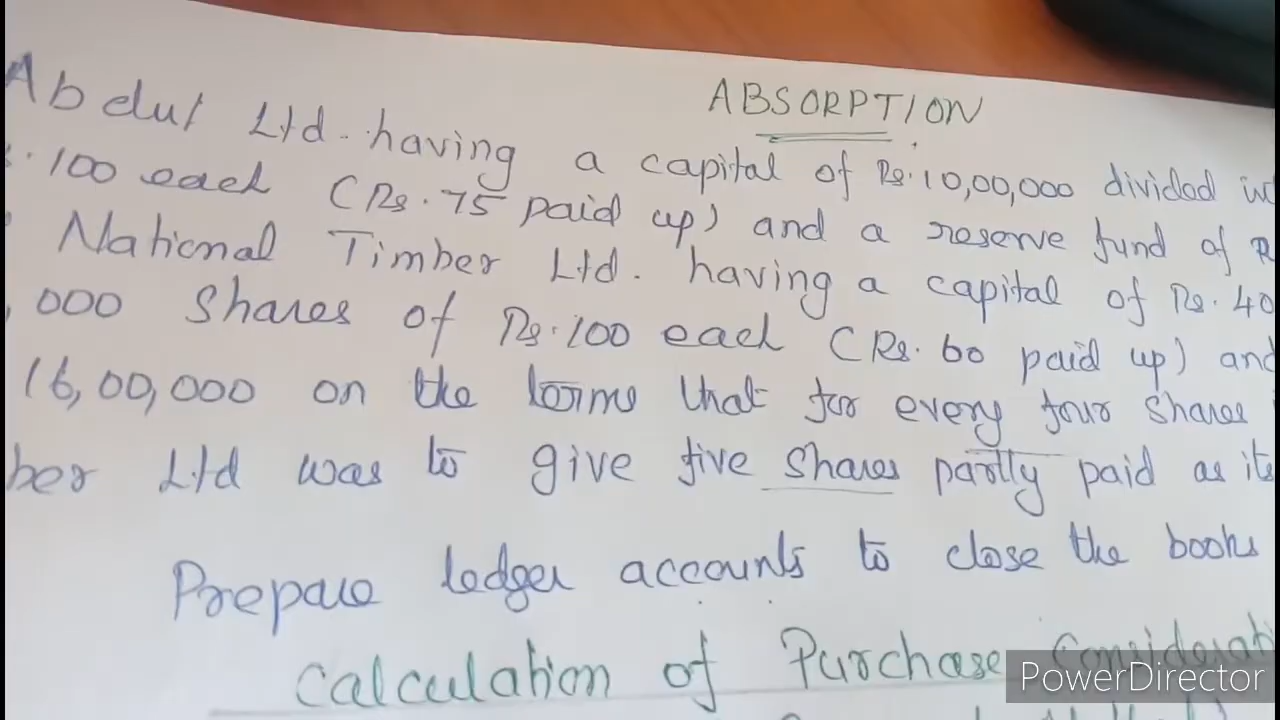 ABSORPTION
Abdul Ltd. having a capital of Rs.10,00,000 divided
100 each (Rs.75 paid up) and a reserve fund of
National Timber Ltd. having a capital of Rs.40
,000 shares of Rs.100 each (Rs.60 paid up) and
16,00,000 on the terms that for every four shares
ber Ltd was to give five shares partly paid as its
Prepare ledger accounts to close the books
Calculation of Purchase Considerati
PowerDirector